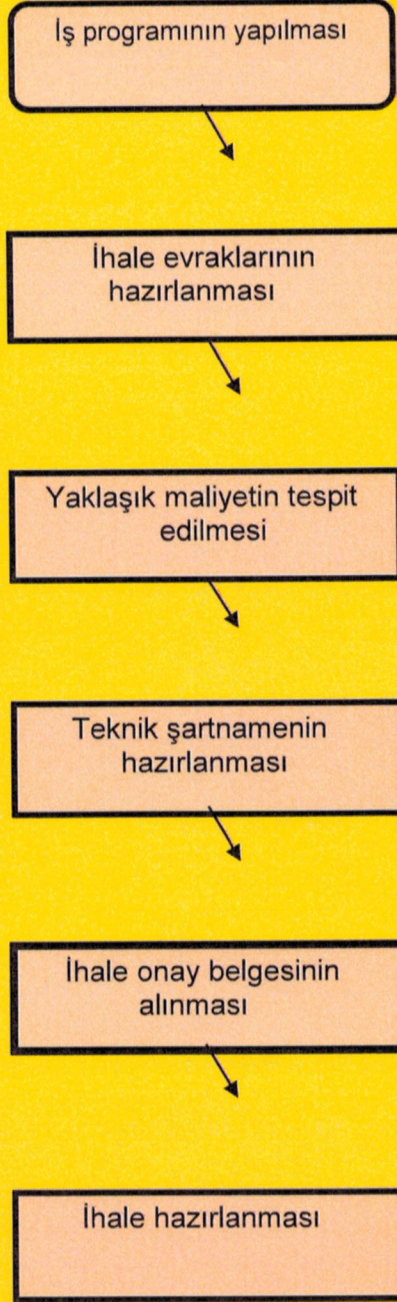 İş programının yapılması
İhale evraklarının
hazırlanması
Yaklaşık maliyetin tespit
edilmesi
Teknik şartnamenin
hazırlanması
İhale onay belgesinin
alınması
İhale hazırlanması